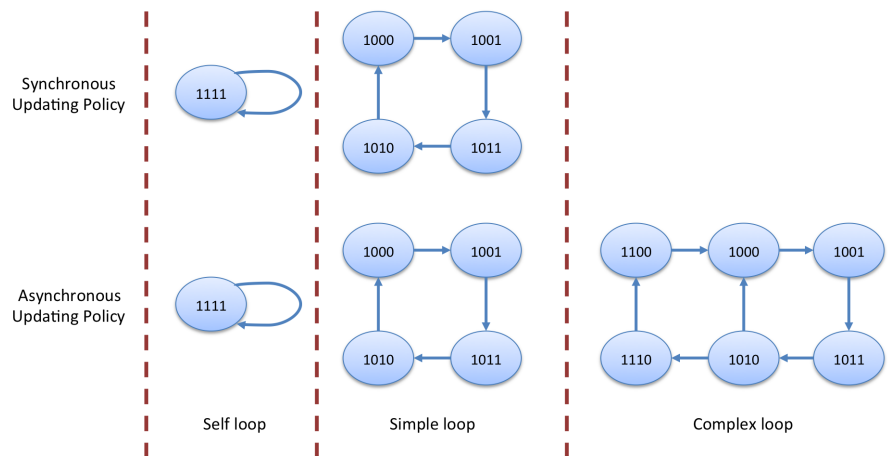 Synchronous
Updating Policy
1111
1000
1001
1010
1011
Asynchronous
Updating Policy
1111
1000
1001
1010
1011
1100
1000
1001
1110
1010
1011
Self loop
Simple loop
Complex loop